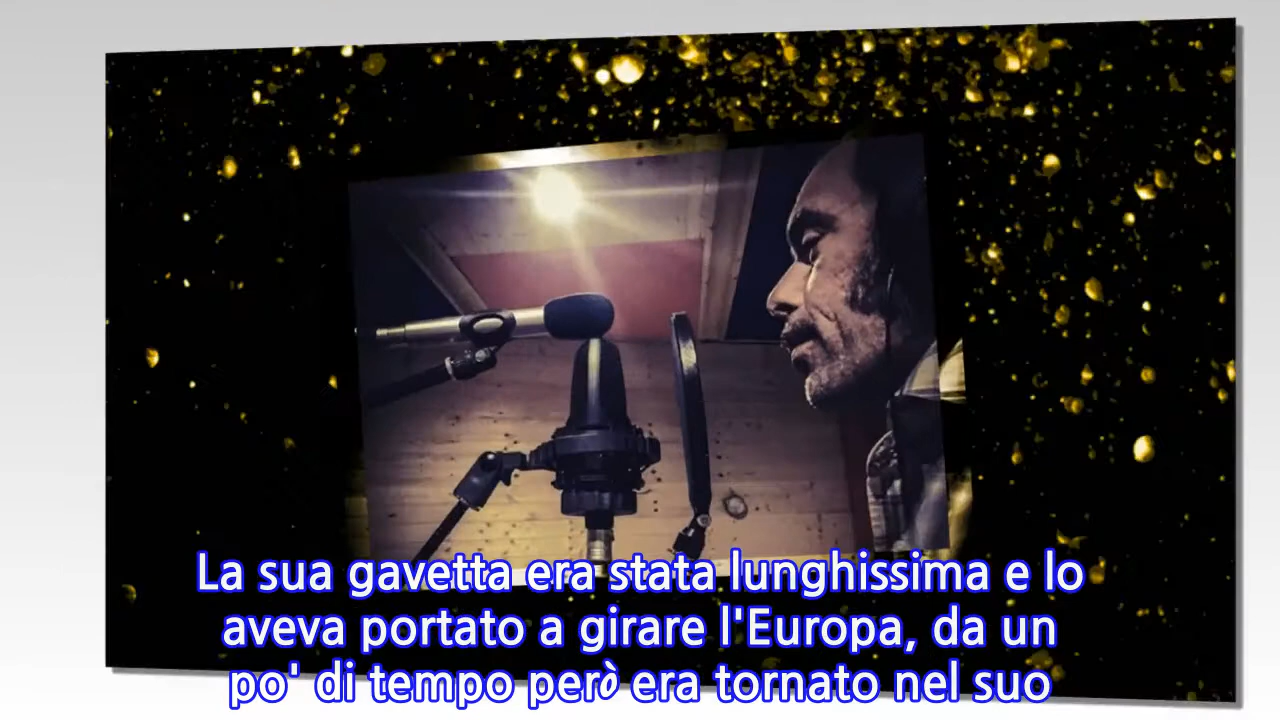 La sua gavetta era stata lunghissima e lo
aveva portato a girare l'Europa, da un
po' di tempo però era tornato nel suo